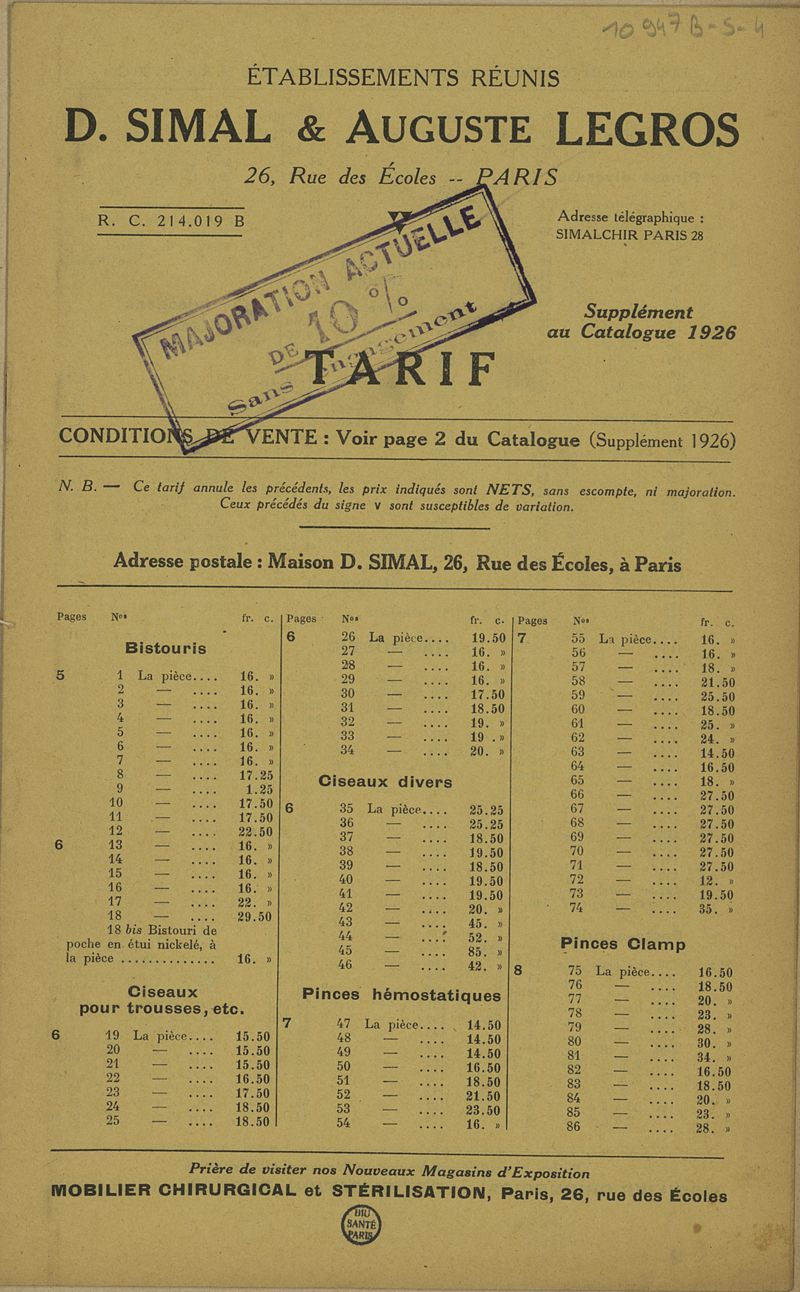 10 947 B-S-4
ÉTABLISSEMENTS RÉUNIS
D. SIMAL & AUGUSTE LEGROS
26, Rue des Écoles -- PARIS
R. C. 214.019 B
Adresse télégraphique :
SIMALCHIR PARIS 28
MAJORATION ACTUELLE
DE 10 %
Sans engagement
Supplément
au Catalogue 1926
TARIF
CONDITIONS DE VENTE : Voir page 2 du Catalogue (Supplément 1926)
N. B. — Ce tarif annule les précédents, les prix indiqués sont NETS, sans escompte, ni majoration.
Ceux précédés du signe v sont susceptibles de variation.
Adresse postale : Maison D. SIMAL, 26, Rue des Écoles, à Paris
Pages Nos fr. c.
Bistouris
5 1 La pièce.... 16. »
2 — .... 16. »
3 — .... 16. »
4 — .... 16. »
5 — .... 16. »
6 — .... 16. »
7 — .... 16. »
8 — .... 17.25
9 — .... 1.25
10 — .... 17.50
11 — .... 17.50
12 — .... 22.50
6 13 — .... 16. »
14 — .... 16. »
15 — .... 16. »
16 — .... 16. »
17 — .... 22. »
18 — .... 29.50
18 bis Bistouri de
poche en étui nickelé, à
la pièce .............. 16. »
Ciseaux
pour trousses, etc.
6 19 La pièce.... 15.50
20 — .... 15.50
21 — .... 15.50
22 — .... 16.50
23 — .... 17.50
24 — .... 18.50
25 — .... 18.50
Pages Nos fr. c.
6 26 La pièce.... 19.50
27 — .... 16. »
28 — .... 16. »
29 — .... 16. »
30 — .... 17.50
31 — .... 18.50
32 — .... 19. »
33 — .... 19 . »
34 — .... 20. »
Ciseaux divers
6 35 La pièce.... 25.25
36 — .... 25.25
37 — .... 18.50
38 — .... 19.50
39 — .... 18.50
40 — .... 19.50
41 — .... 19.50
42 — .... 20. »
43 — .... 45. »
44 — .... 52. »
45 — .... 85. »
46 — .... 42. »
Pinces hémostatiques
7 47 La pièce.... 14.50
48 — .... 14.50
49 — .... 14.50
50 — .... 16.50
51 — .... 18.50
52 — .... 21.50
53 — .... 23.50
54 — .... 16. »
Pages Nos fr. c.
7 55 La pièce.... 16. »
56 — .... 16. »
57 — .... 18. »
58 — .... 21.50
59 — .... 25.50
60 — .... 18.50
61 — .... 25. »
62 — .... 24. »
63 — .... 14.50
64 — .... 16.50
65 — .... 18. »
66 — .... 27.50
67 — .... 27.50
68 — .... 27.50
69 — .... 27.50
70 — .... 27.50
71 — .... 27.50
72 — .... 12. »
73 — .... 19.50
74 — .... 35. »
Pinces Clamp
8 75 La pièce.... 16.50
76 — .... 18.50
77 — .... 20. »
78 — .... 23. »
79 — .... 28. »
80 — .... 30. »
81 — .... 34. »
82 — .... 16.50
83 — .... 18.50
84 — .... 20. »
85 — .... 23. »
86 — .... 28. »
Prière de visiter nos Nouveaux Magasins d'Exposition
MOBILIER CHIRURGICAL et STÉRILISATION, Paris, 26, rue des Écoles
BIU
SANTÉ
PARIS